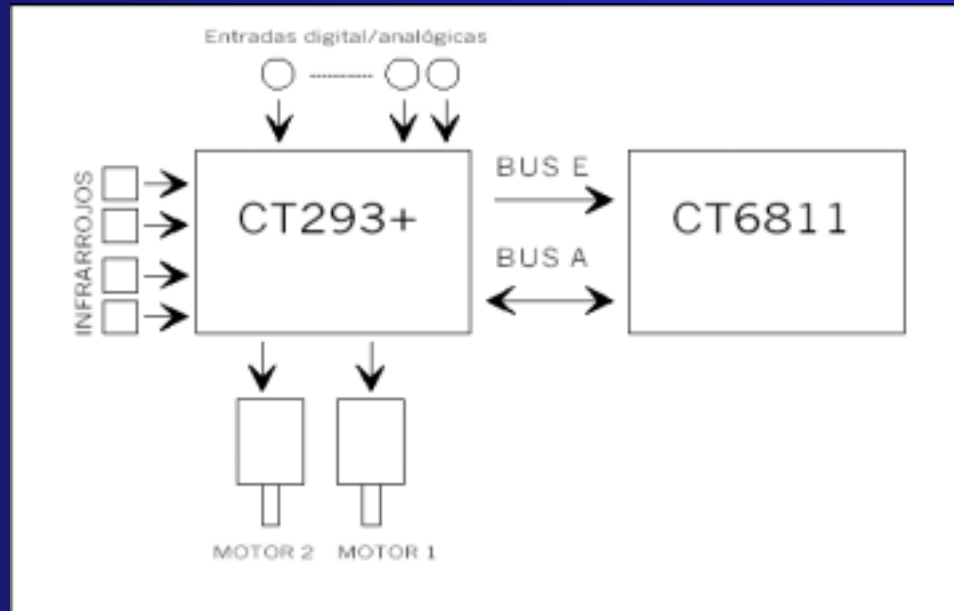 Entradas digital/analógicas
INFRARROJOS
CT293+
BUS E
BUS A
CT6811
MOTOR 2
MOTOR 1